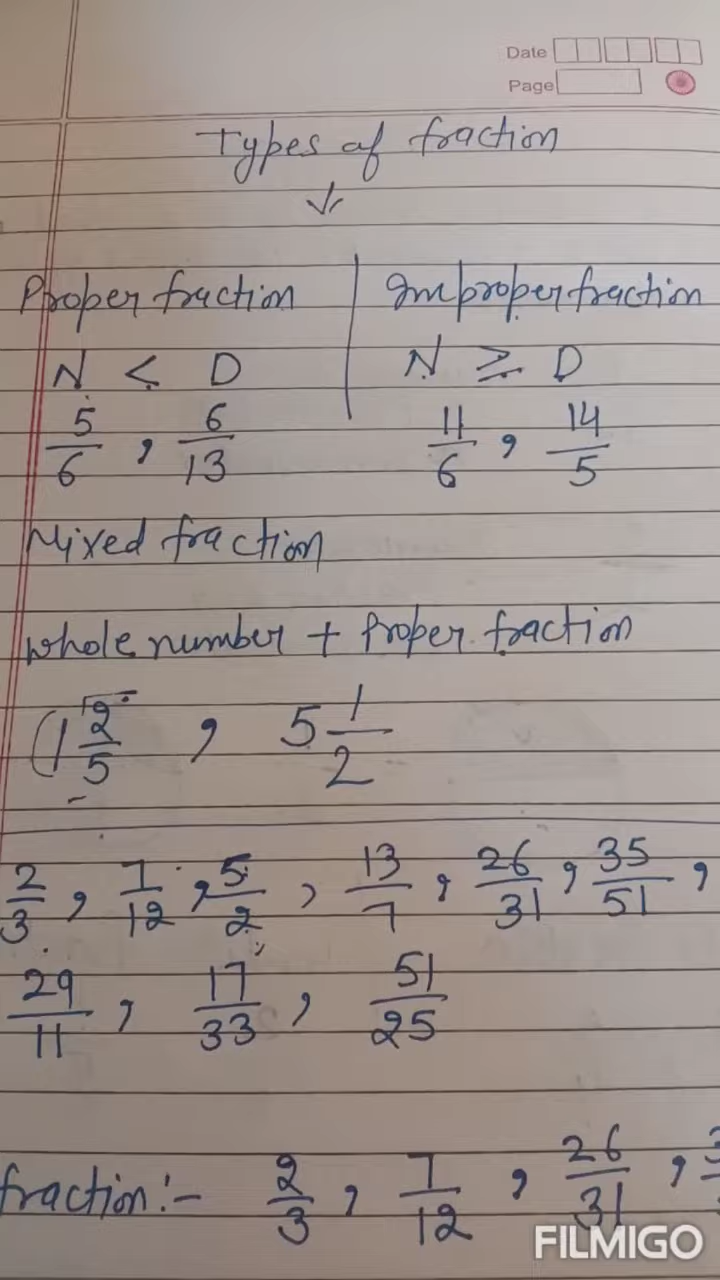 Date
Page
Types of fraction
Proper fraction | Improper fraction
N < D | N ≥ D
5/6 , 6/13 | 11/6 , 14/5
Mixed fraction
whole number + Proper fraction
(1 2/5 , 5 1/2
2/3 , 7/12 , 5/2 , 13/7 , 26/31 , 35/51 ,
29/11 , 17/33 , 51/25
fraction :- 2/3 , 7/12 , 26/31 ,
FILMIGO